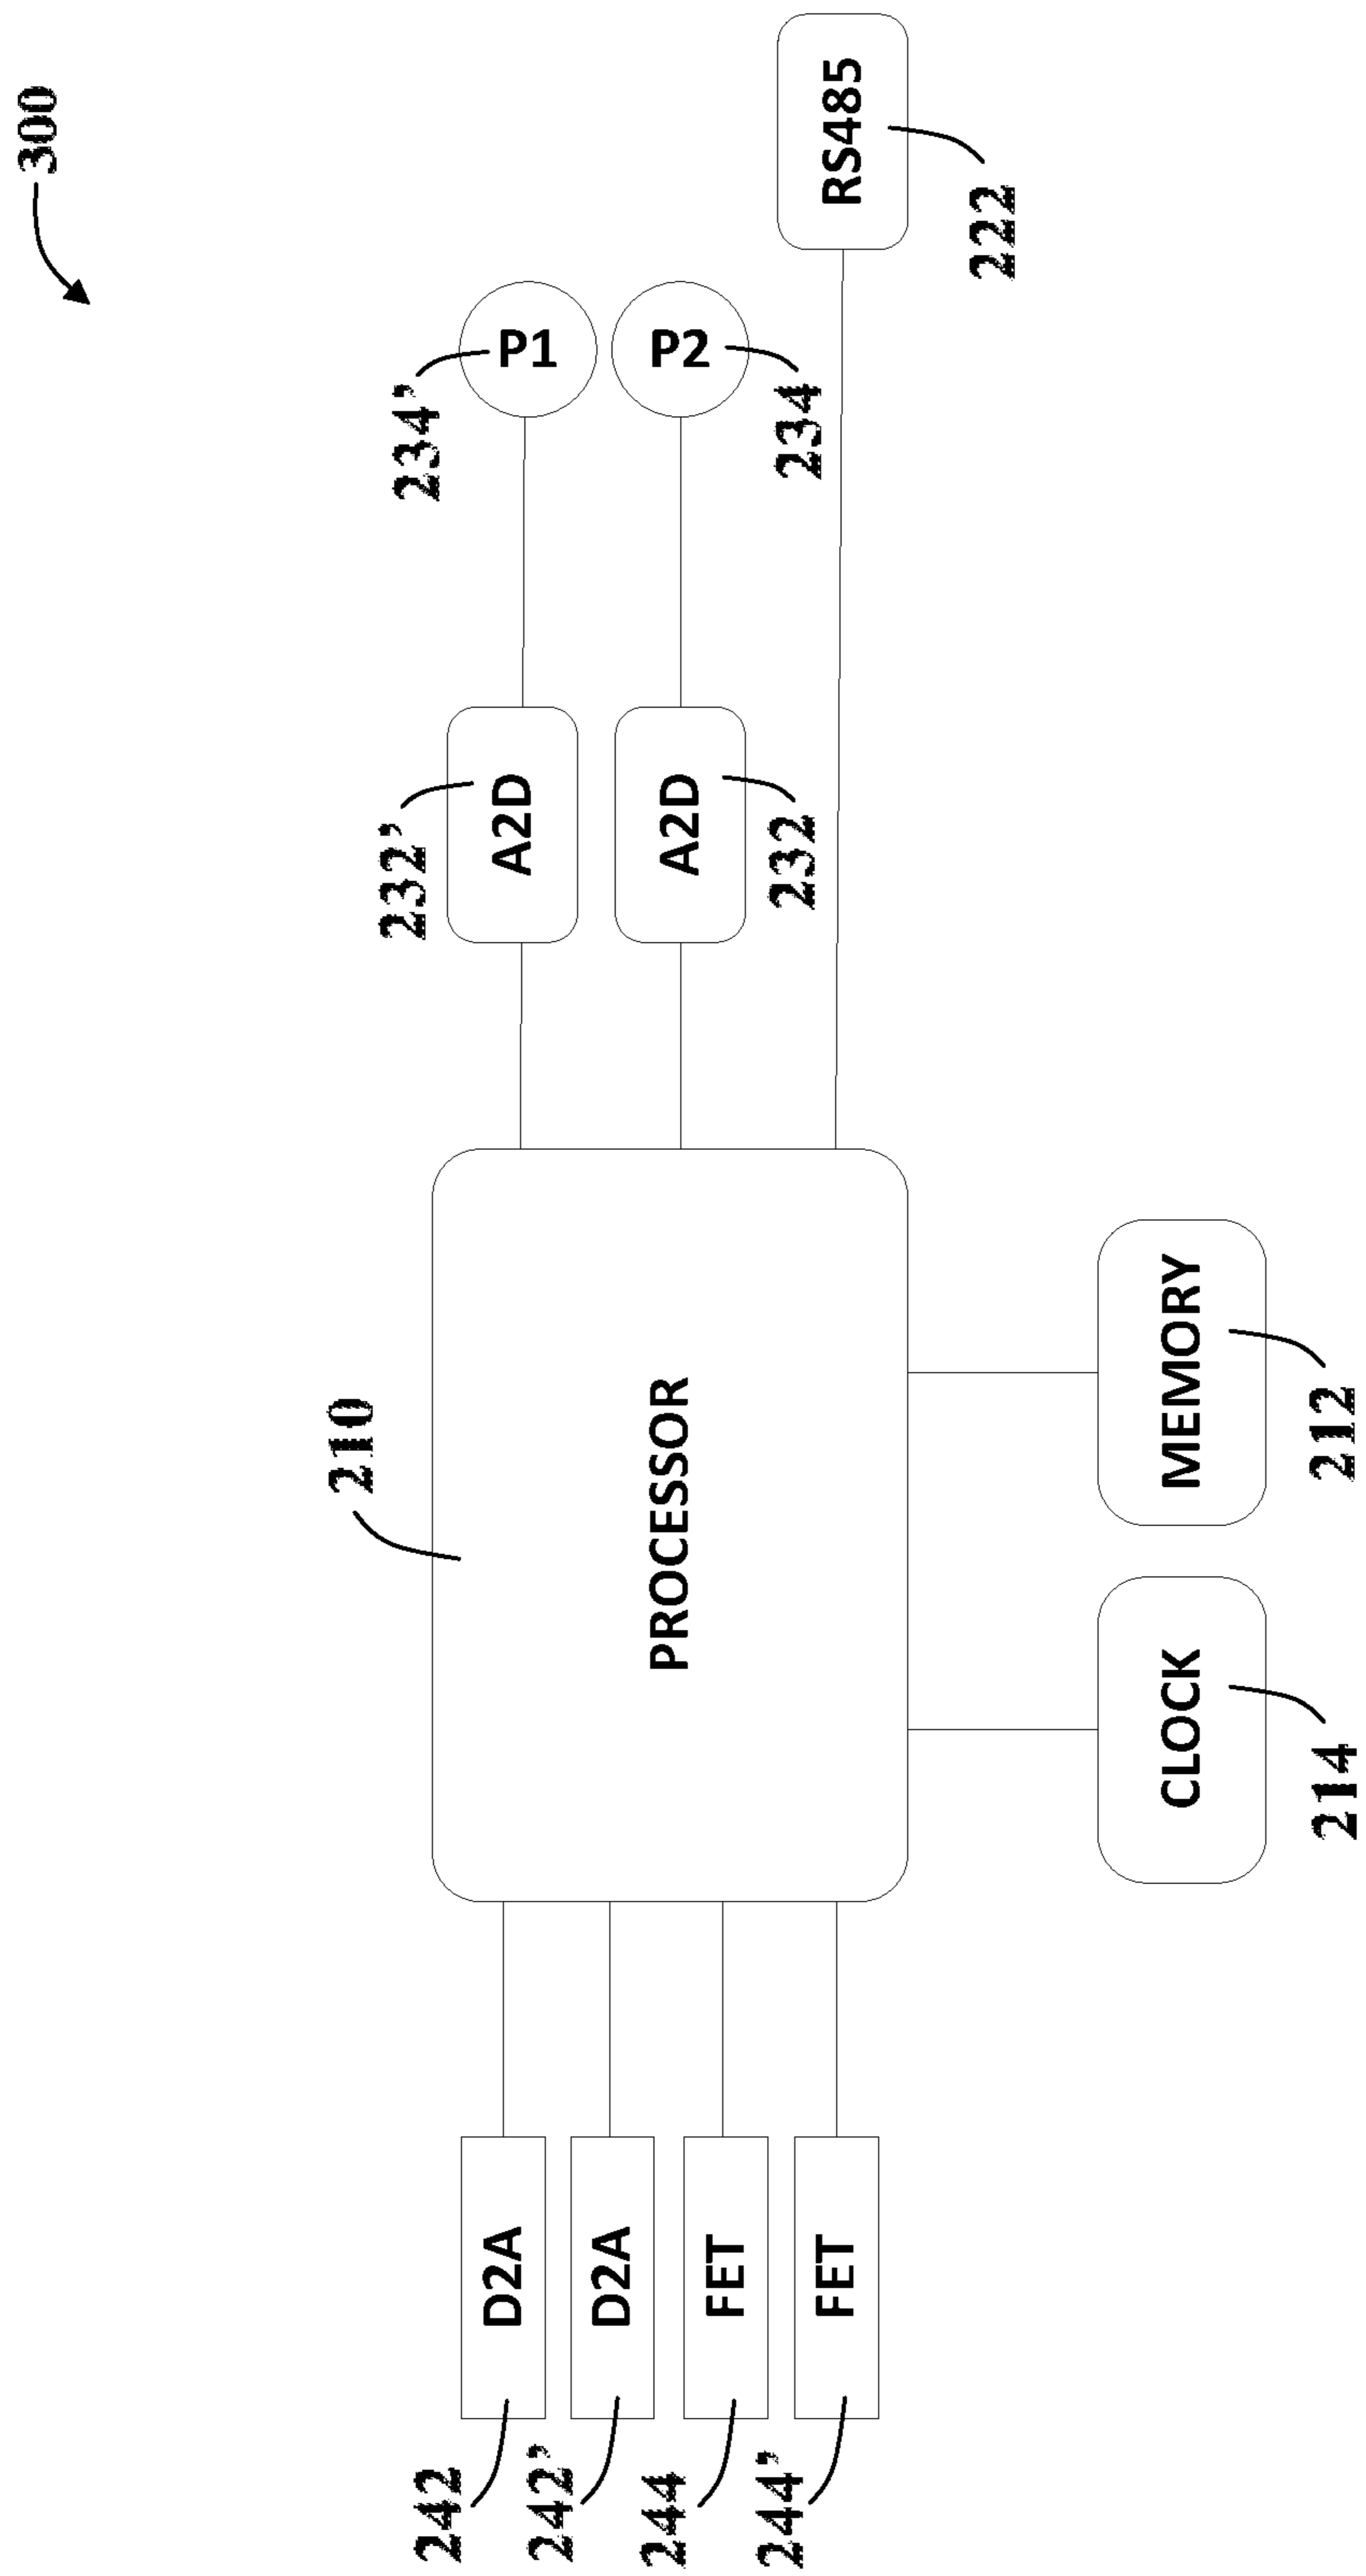 300
P1
234’
A2D
232’
P2
234
A2D
232
RS485
222
210
PROCESSOR
MEMORY
212
CLOCK
214
D2A
242
D2A
242’
FET
244
FET
244’